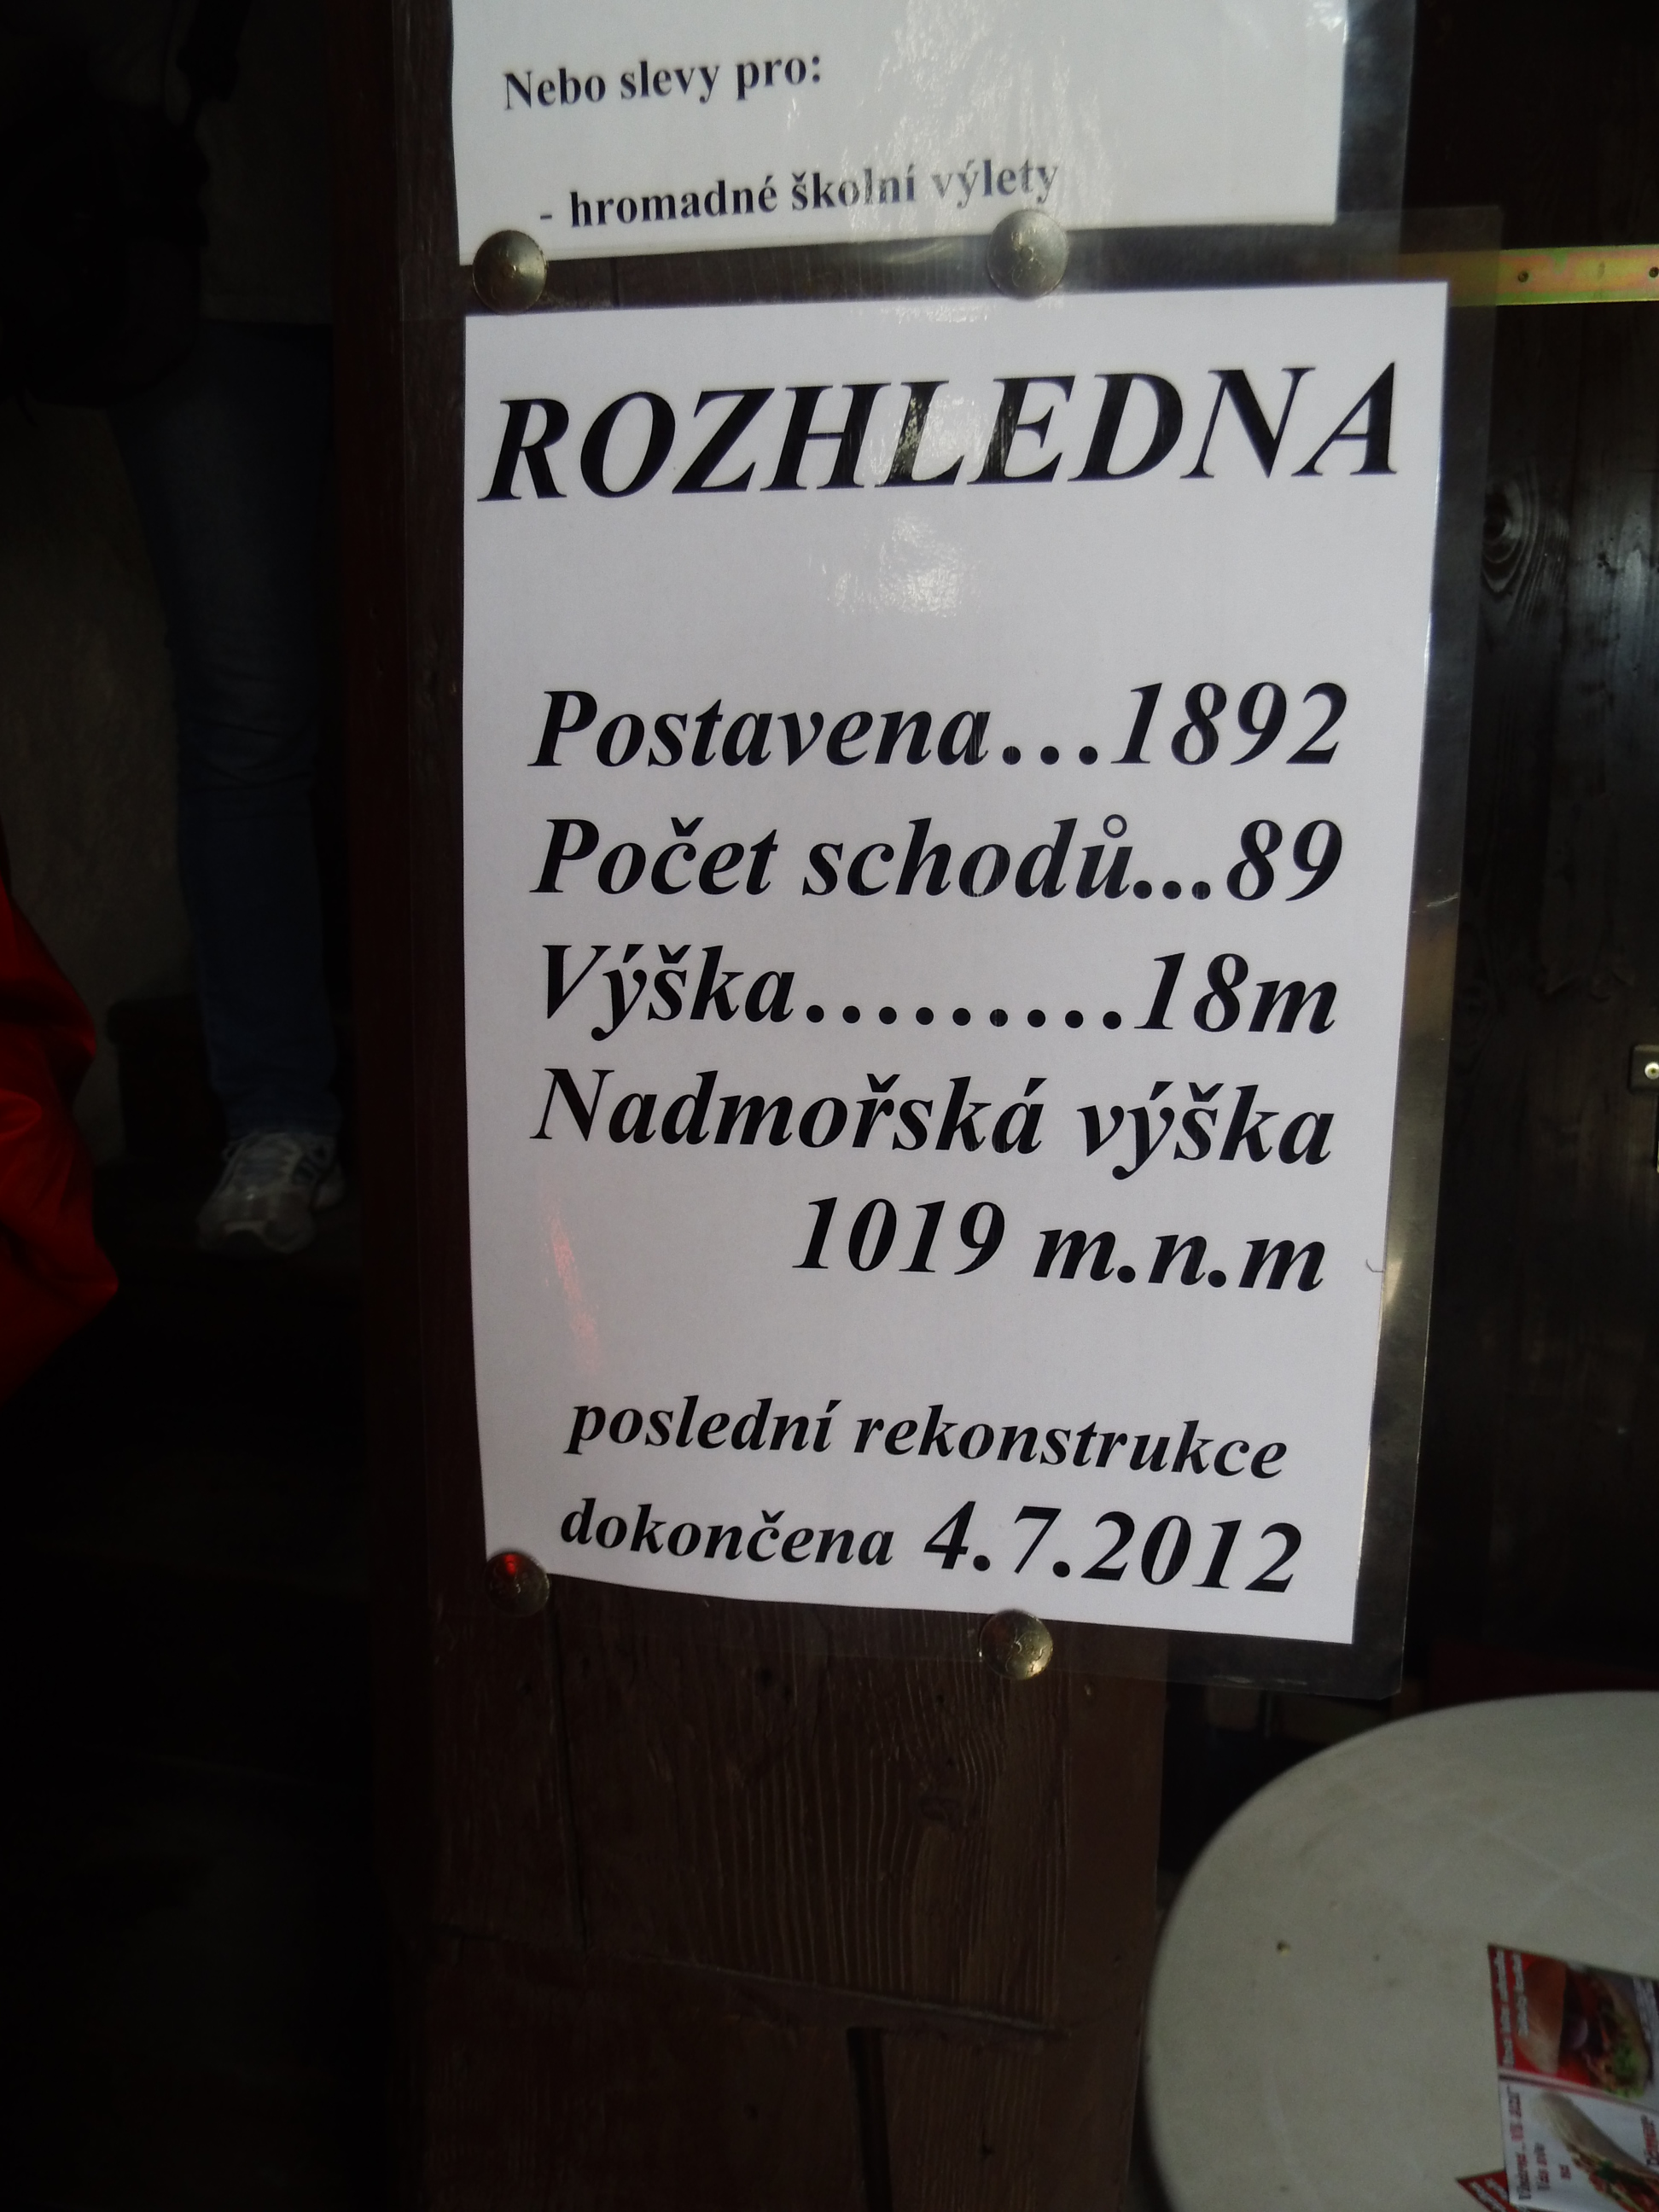 Nebo slevy pro:
- hromadné školní výlety
ROZHLEDNA
Postavena...1892
Počet schodů...89
Výška.........18m
Nadmořská výška
1019 m.n.m
poslední rekonstrukce
dokončena 4.7.2012